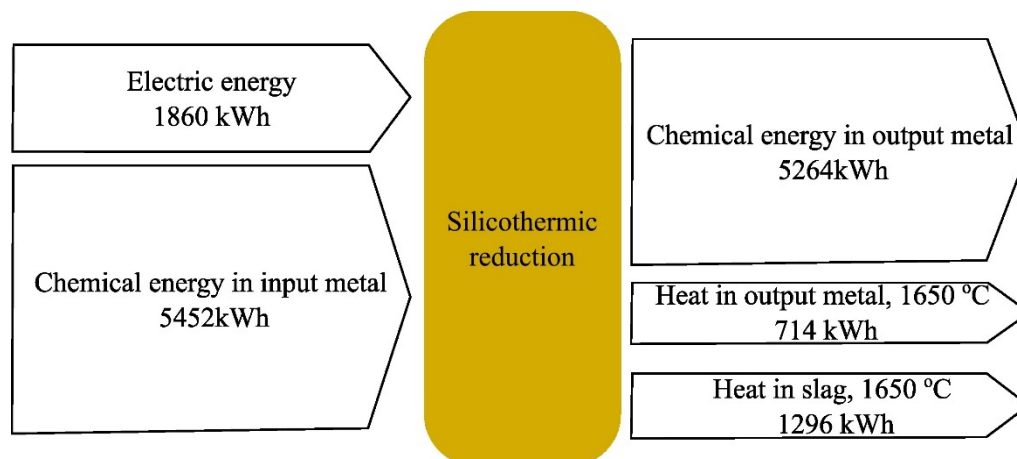 Electric energy
1860 kWh
Chemical energy in input metal
5452kWh
Silicothermic
reduction
Chemical energy in output metal
5264kWh
Heat in output metal, 1650 ºC
714 kWh
Heat in slag, 1650 ºC
1296 kWh